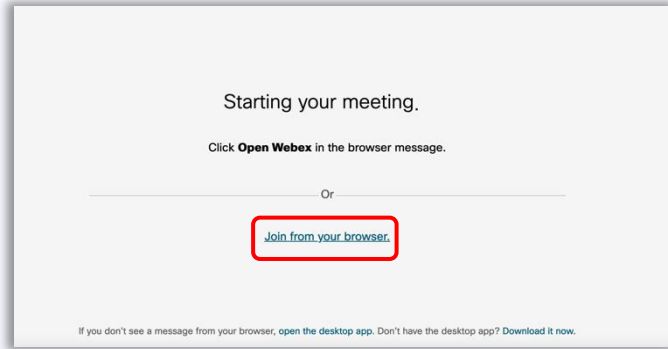 Starting your meeting.
Click Open Webex in the browser message.
Or
Join from your browser.
If you don't see a message from your browser, open the desktop app. Don't have the desktop app? Download it now.